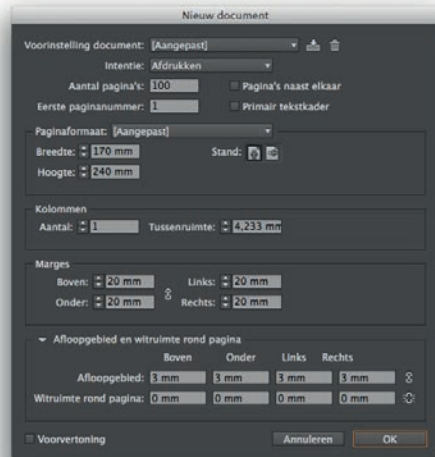 Nieuw document
Voorinstelling document: [Aangepast]
Intentie: Afdrukken
Aantal pagina's: 100 Pagina's naast elkaar
Eerste paginanummer: 1 Primair tekstkader
Paginaformaat: [Aangepast]
Breedte: 170 mm Stand:
Hoogte: 240 mm
Kolommen
Aantal: 1 Tussenruimte: 4,233 mm
Marges
Boven: 20 mm Links: 20 mm
Onder: 20 mm Rechts: 20 mm
Afloopgebied en witruimte rond pagina
Boven Onder Links Rechts
Afloopgebied: 3 mm 3 mm 3 mm 3 mm
Witruimte rond pagina: 0 mm 0 mm 0 mm 0 mm
Voorvertoning Annuleren OK